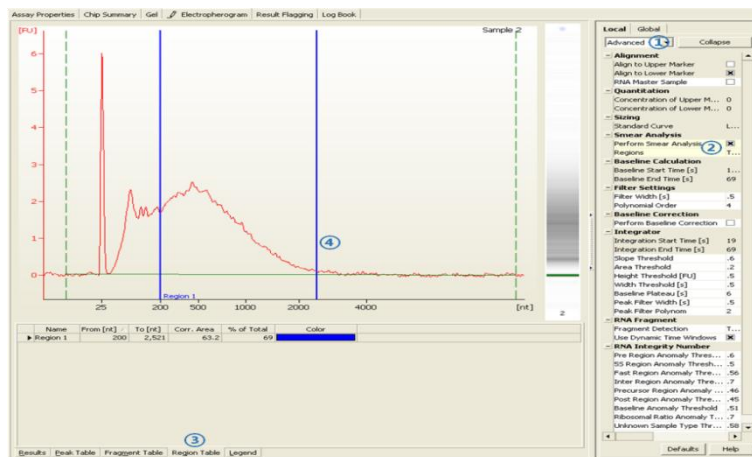 Assay Properties Chip Summary Gel Electropherogram Result Flagging Log Book
Local Global
[FU] Sample 2
Advanced 1 Collapse
Alignment
Align to Upper Marker
Align to Lower Marker
RNA Master Sample
Quantitation
Concentration of Upper M... 0
Concentration of Lower M... 0
Sizing
Standard Curve L...
Smear Analysis
Perform Smear Analysis 2
Regions T...
Baseline Calculation
Baseline Start Time [s] 1...
Baseline End Time [s] 69
Filter Settings
Filter Width [s] .5
Polynomial Order 4
Baseline Correction
Perform Baseline Correction
Integrator
Integration Start Time [s] 19
Integration End Time [s] 69
Slope Threshold .6
Area Threshold .2
Height Threshold [FU] .5
Width Threshold [s] .5
Baseline Plateau [s] 6
Peak Filter Width [s] .5
Peak Filter Polynom 2
RNA Fragment
Fragment Detection T...
Use Dynamic Time Windows
RNA Integrity Number
Pre Region Anomaly Thres... .6
5S Region Anomaly Thresh... .5
Fast Region Anomaly Thre... .56
Inter Region Anomaly Thre... .7
Precursor Region Anomaly ... .46
Post Region Anomaly Thre... .45
Baseline Anomaly Threshold .51
Ribosomal Ratio Anomaly T... .7
Unknown Sample Type Thr... .58
Defaults Help
6
5
4
3
2
1
0
4
Region 1
25 200 500 1000 2000 4000 [nt]
2
Name From [nt] To [nt] Corr. Area % of Total Color
Region 1 200 2,521 63.2 69
3
Results Peak Table Fragment Table Region Table Legend